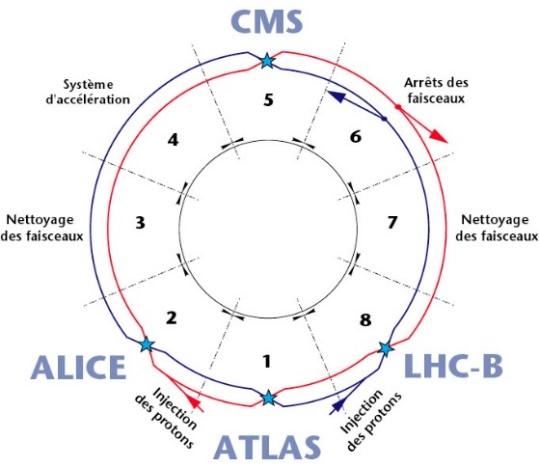 CMS
Système
d'accélération
Arrêts des
faisceaux
5
4
6
Nettoyage
des faisceaux
3
7
Nettoyage
des faisceaux
2
8
ALICE
1
LHC-B
Injection
des protons
ATLAS
Injection
des protons